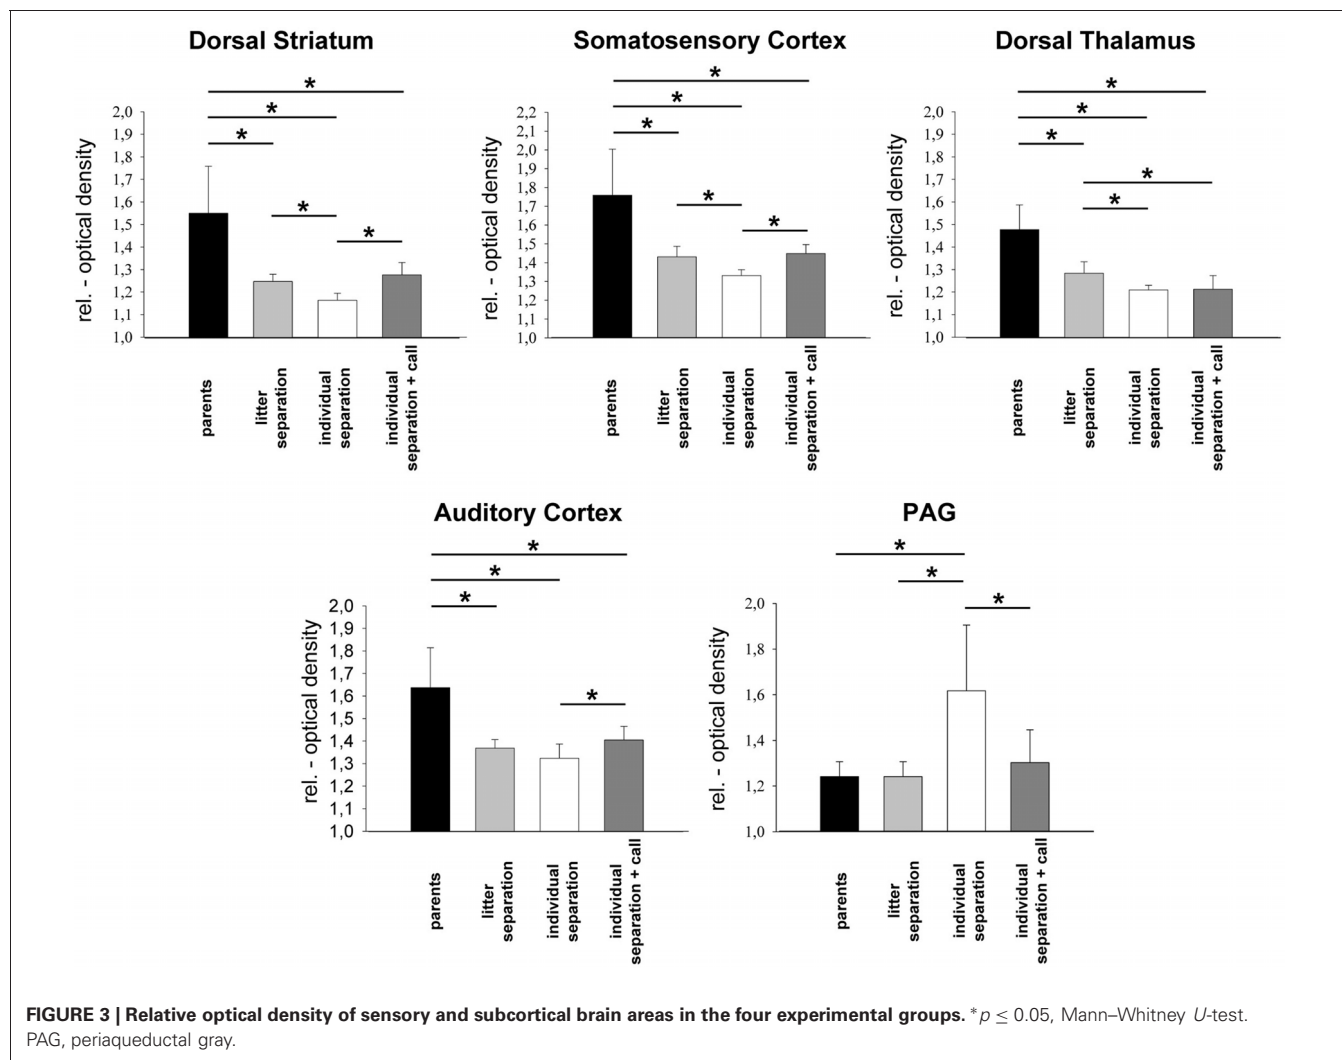 Dorsal Striatum
*
*
*
*
*
rel. - optical density
2,0
1,9
1,8
1,7
1,6
1,5
1,4
1,3
1,2
1,1
1,0
parents
litter
separation
individual
separation
individual
separation + call
Somatosensory Cortex
*
*
*
*
*
rel. - optical density
2,2
2,1
2,0
1,9
1,8
1,7
1,6
1,5
1,4
1,3
1,2
1,1
1,0
parents
litter
separation
individual
separation
individual
separation + call
Dorsal Thalamus
*
*
*
*
*
rel. - optical density
2,0
1,9
1,8
1,7
1,6
1,5
1,4
1,3
1,2
1,1
1,0
parents
litter
separation
individual
separation
individual
separation + call
Auditory Cortex
*
*
*
*
rel. - optical density
2,0
1,9
1,8
1,7
1,6
1,5
1,4
1,3
1,2
1,1
1,0
parents
litter
separation
individual
separation
individual
separation + call
PAG
*
*
*
rel. - optical density
2,0
1,8
1,6
1,4
1,2
1,0
parents
litter
separation
individual
separation
individual
separation + call
FIGURE 3 | Relative optical density of sensory and subcortical brain areas in the four experimental groups. *p ≤ 0.05, Mann–Whitney U-test.
PAG, periaqueductal gray.